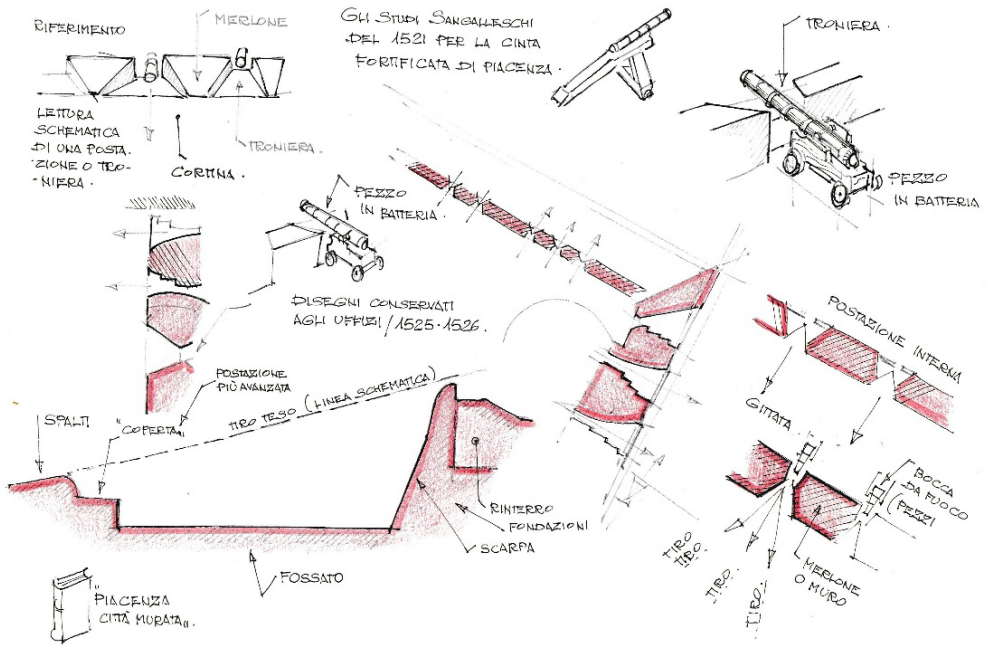 RIFERIMENTO
MERLONE
GLI STUDI SANGALLESCHI
DEL 1521 PER LA CINTA
FORTIFICATA DI PIACENZA.
TRONIERA.
LETTURA
SCHEMATICA
DI UNA POSTA.
ZIONE O TRO-
-NIERA.
CORTINA.
TRONIERA.
PEZZO
IN BATTERIA.
PEZZO
IN BATTERIA.
DISEGNI CONSERVATI
AGLI UFFIZI / 1525-1526.
POSTAZIONE INTERNA
POSTAZIONE
PIÙ AVANZATA
TIRO TESO (LINEA SCHEMATICA)
GITTATA.
SPALTI
"COPERTA"
BOCCA
DA FUOCO
(PEZZI
RINTERRO
FONDAZIONI
SCARPA
FOSSATO
TIRO
TIRO.
TIRO.
TIRO.
MERLONE
O MURO
"PIACENZA
CITTÀ MURATA".